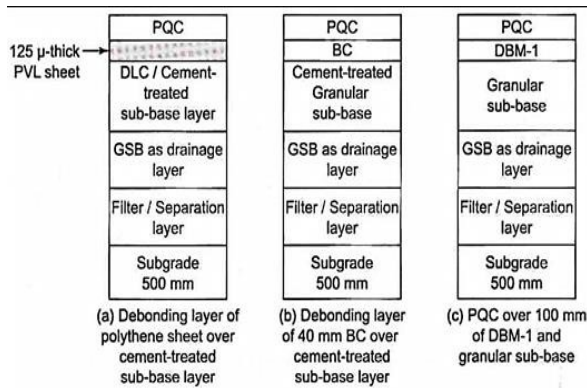 PQC
125 µ-thick
PVL sheet
DLC / Cement-
treated
sub-base layer
GSB as drainage
layer
Filter / Separation
layer
Subgrade
500 mm
(a) Debonding layer of
polythene sheet over
cement-treated
sub-base layer
PQC
BC
Cement-treated
Granular
sub-base
GSB as drainage
layer
Filter / Separation
layer
Subgrade
500 mm
(b) Debonding layer
of 40 mm BC over
cement-treated
sub-base layer
PQC
DBM-1
Granular
sub-base
GSB as drainage
layer
Filter / Separation
layer
Subgrade
500 mm
(c) PQC over 100 mm
of DBM-1 and
granular sub-base